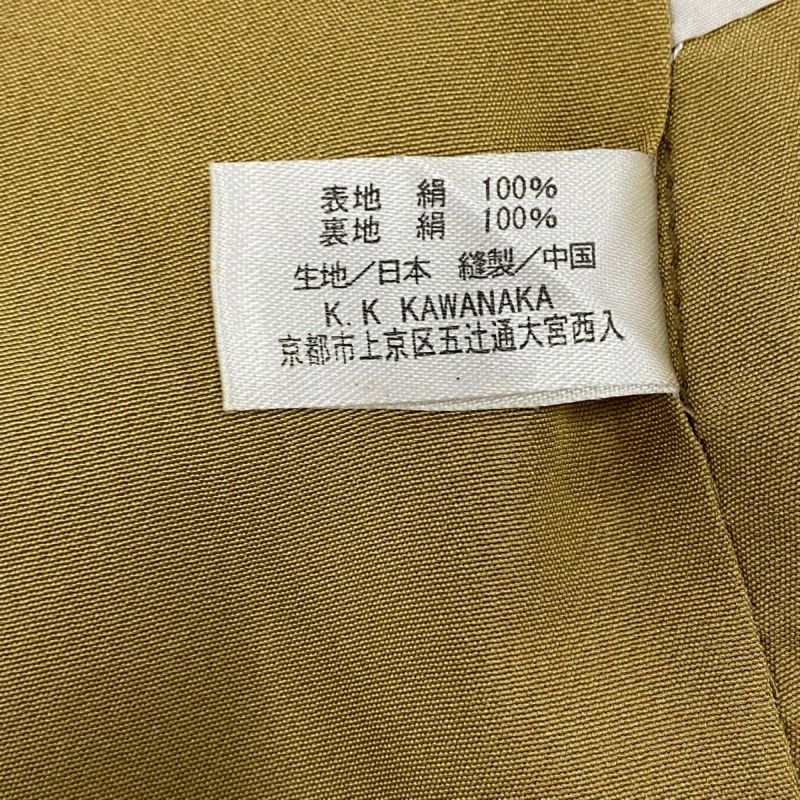 表地 絹 100%
裏地 絹 100%
生地/日本 縫製/中国
K.K KAWANAKA
京都市上京区五辻通大宮西入